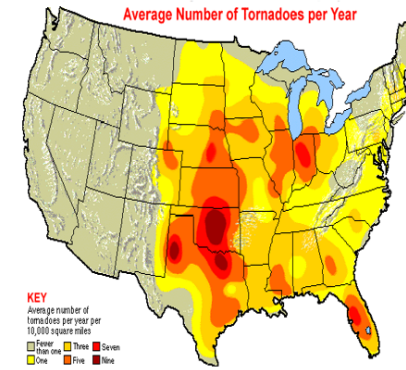 Average Number of Tornadoes per Year
KEY
Average number of
tornadoes per year per
10,000 square miles
Fewer
than one
Three
Seven
One
Five
Nine